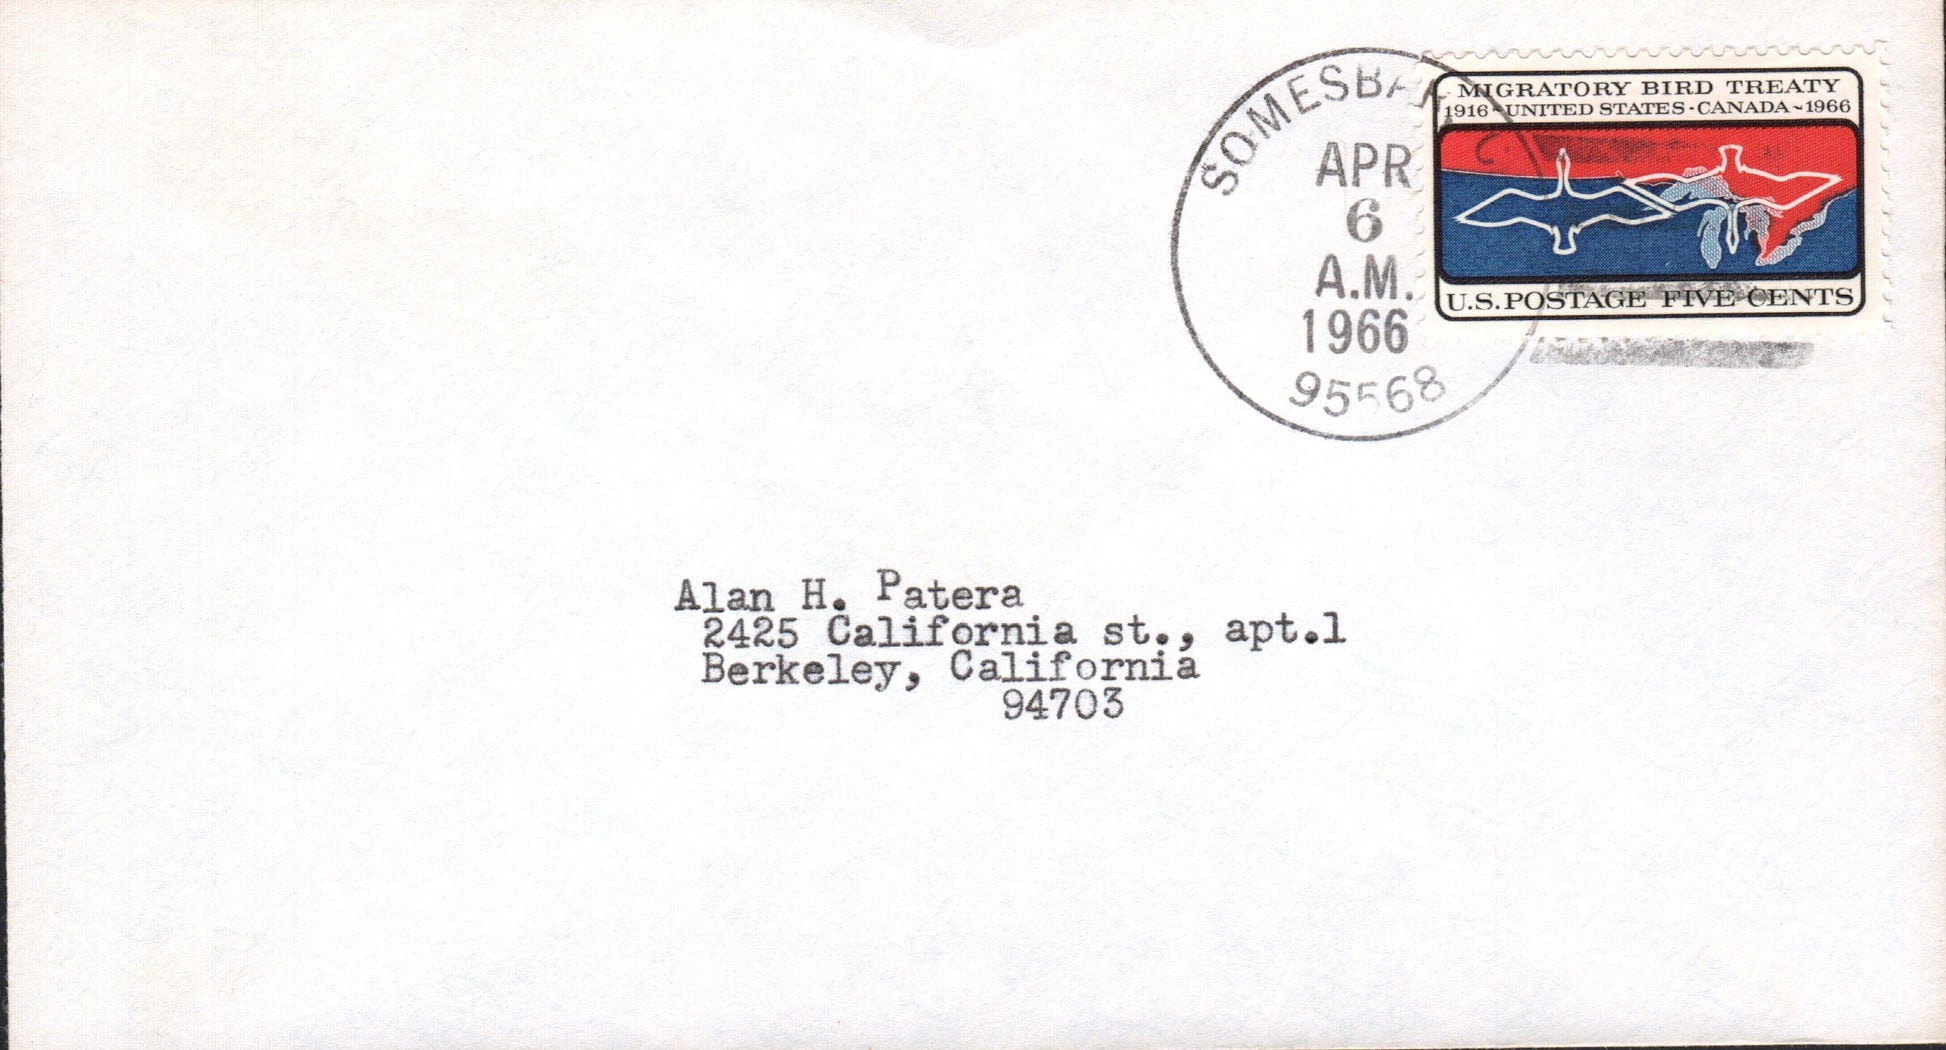 SOMESBAR, C
APR
6
A.M.
1966
95568
MIGRATORY BIRD TREATY
1916-UNITED STATES-CANADA-1966
U.S. POSTAGE FIVE CENTS
Alan H. Patera
2425 California st., apt.1
Berkeley, California
94703